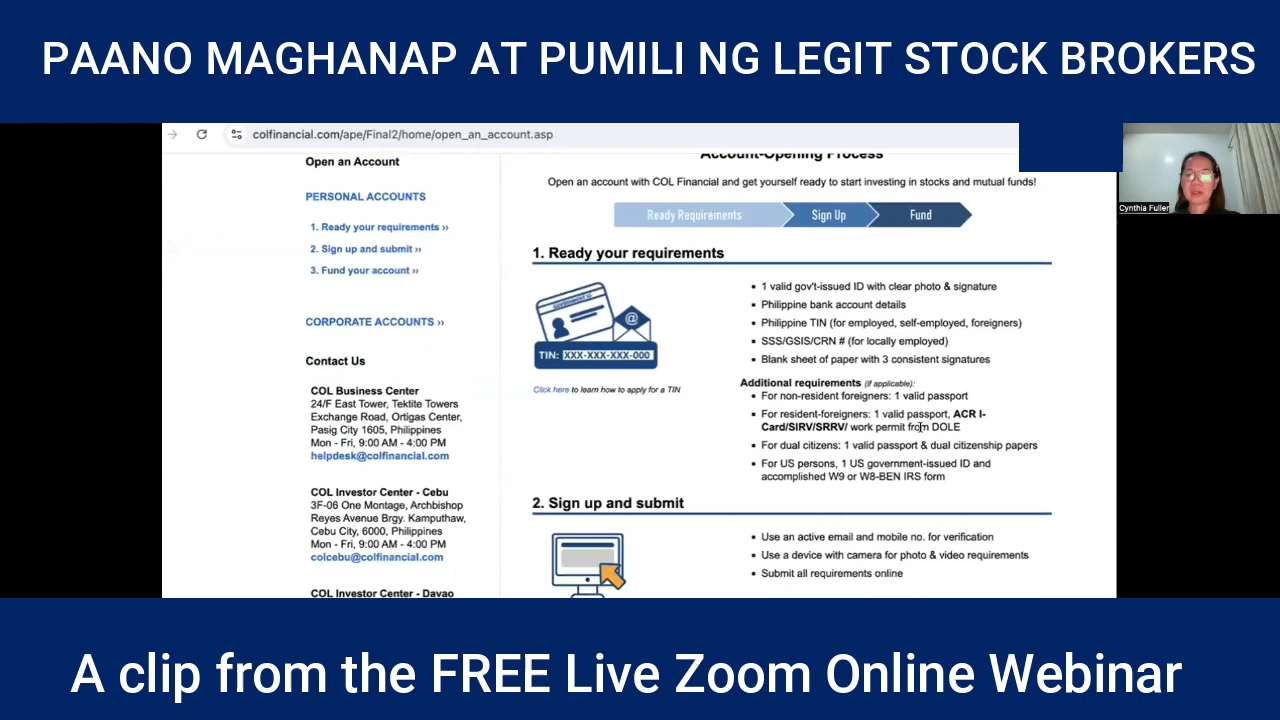 PAANO MAGHANAP AT PUMILI NG LEGIT STOCK BROKERS
colfinancial.com/ape/Final2/home/open_an_account.asp
Cynthia Fuller
Open an Account
PERSONAL ACCOUNTS
1. Ready your requirements ››
2. Sign up and submit ››
3. Fund your account ››
CORPORATE ACCOUNTS ››
Contact Us
COL Business Center
24/F East Tower, Tektite Towers
Exchange Road, Ortigas Center,
Pasig City 1605, Philippines
Mon - Fri, 9:00 AM - 4:00 PM
helpdesk@colfinancial.com
COL Investor Center - Cebu
3F-06 One Montage, Archbishop
Reyes Avenue Brgy. Kamputhaw,
Cebu City, 6000, Philippines
Mon - Fri, 9:00 AM - 4:00 PM
colcebu@colfinancial.com
COL Investor Center - Davao
Account-Opening Process
Open an account with COL Financial and get yourself ready to start investing in stocks and mutual funds!
Ready Requirements Sign Up Fund
1. Ready your requirements
GOVERNMENT ID
@
TIN: XXX-XXX-XXX-000
Click here to learn how to apply for a TIN
▪ 1 valid gov't-issued ID with clear photo & signature
▪ Philippine bank account details
▪ Philippine TIN (for employed, self-employed, foreigners)
▪ SSS/GSIS/CRN # (for locally employed)
▪ Blank sheet of paper with 3 consistent signatures
Additional requirements (if applicable):
▪ For non-resident foreigners: 1 valid passport
▪ For resident-foreigners: 1 valid passport, ACR I-
Card/SIRV/SRRV/ work permit from DOLE
▪ For dual citizens: 1 valid passport & dual citizenship papers
▪ For US persons, 1 US government-issued ID and
accomplished W9 or W8-BEN IRS form
2. Sign up and submit
▪ Use an active email and mobile no. for verification
▪ Use a device with camera for photo & video requirements
▪ Submit all requirements online
A clip from the FREE Live Zoom Online Webinar